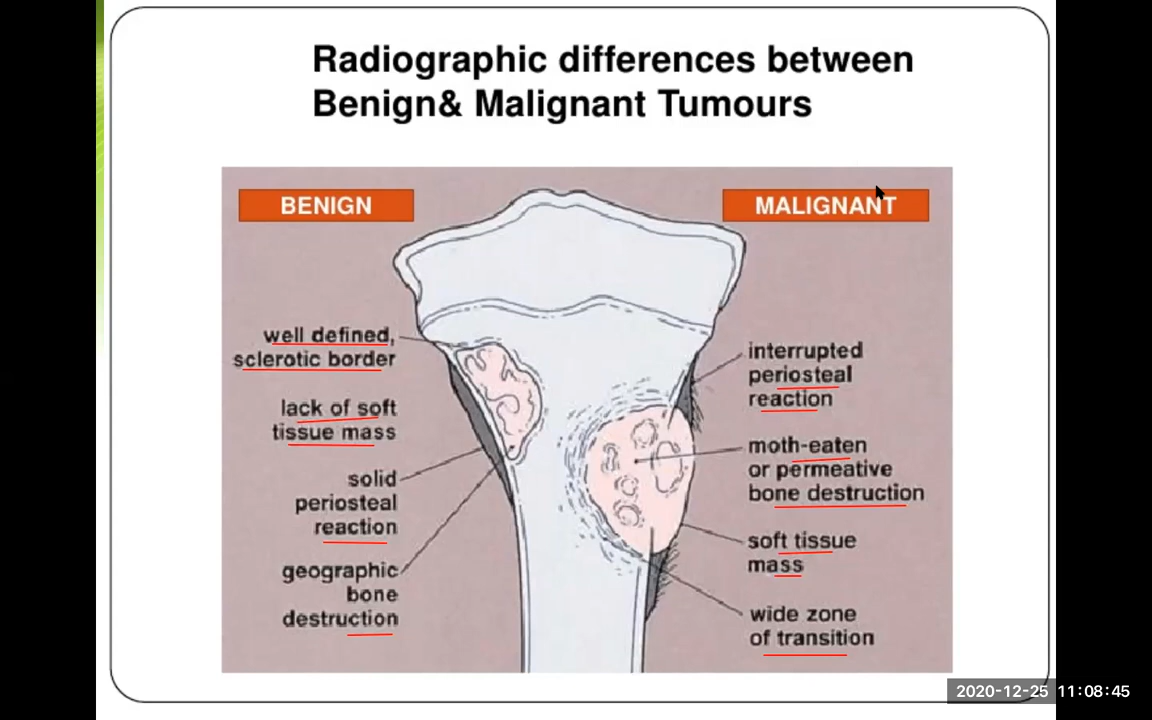 Radiographic differences between
Benign& Malignant Tumours
BENIGN
well defined,
sclerotic border
lack of soft
tissue mass
solid
periosteal
reaction
geographic
bone
destruction
MALIGNANT
interrupted
periosteal
reaction
moth-eaten
or permeative
bone destruction
soft tissue
mass
wide zone
of transition
2020-12-25 11:08:45